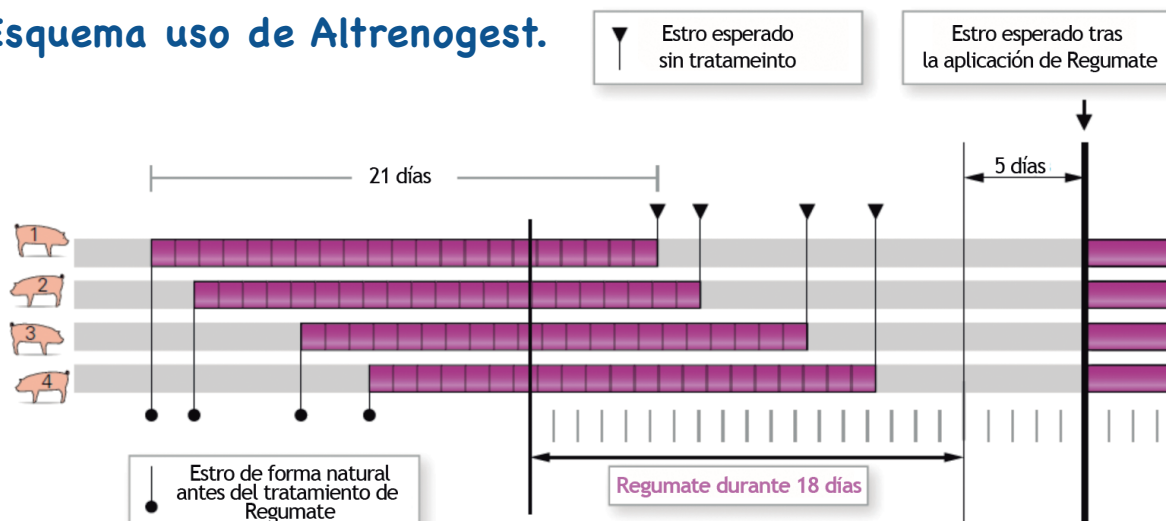 Esquema uso de Altrenogest.
Estro esperado
sin tratameinto
Estro esperado tras
la aplicación de Regumate
21 días
5 días
1
2
3
4
Estro de forma natural
antes del tratamiento de
Regumate
Regumate durante 18 días